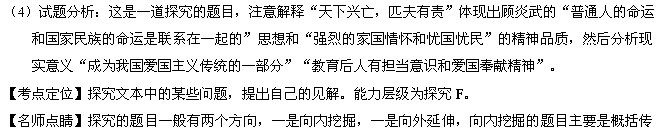 (4)试题分析：这是一道探究的题目，注意解释“天下兴亡，匹夫有责”体现出顾炎武的“普通人的命运
和国家民族的命运是联系在一起的”思想和“强烈的家国情怀和忧国忧民”的精神品质，然后分析现
实意义“成为我国爱国主义传统的一部分”“教育后人有担当意识和爱国奉献精神”。
【考点定位】探究文本中的某些问题，提出自己的见解。能力层级为探究 F。
【名师点睛】探究的题目一般有两个方向，一是向内挖掘，一是向外延伸，向内挖掘的题目主要是概括传